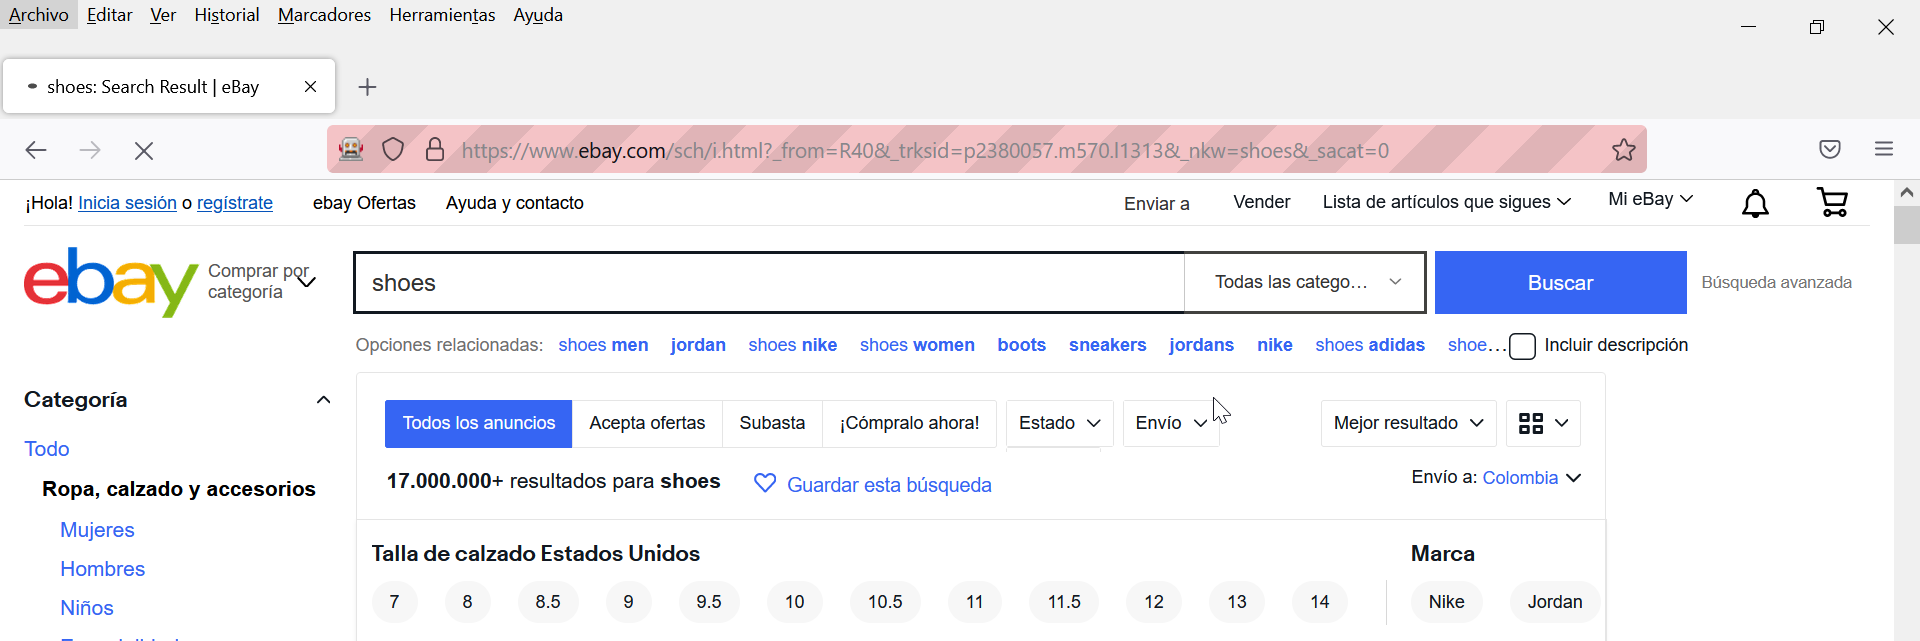 Archivo Editar Ver Historial Marcadores Herramientas Ayuda
shoes: Search Result | eBay
https://www.ebay.com/sch/i.html?_from=R40&_trksid=p2380057.m570.l1313&_nkw=shoes&_sacat=0
¡Hola! Inicia sesión o regístrate ebay Ofertas Ayuda y contacto Enviar a Vender Lista de artículos que sigues Mi eBay
ebay Comprar por categoría shoes Todas las catego... Buscar Búsqueda avanzada
Opciones relacionadas: shoes men jordan shoes nike shoes women boots sneakers jordans nike shoes adidas shoe... Incluir descripción
Categoría
Todo
Ropa, calzado y accesorios
Mujeres
Hombres
Niños
Todos los anuncios Acepta ofertas Subasta ¡Cómpralo ahora! Estado Envío Mejor resultado
17.000.000+ resultados para shoes Guardar esta búsqueda Envío a: Colombia
Talla de calzado Estados Unidos Marca
7 8 8.5 9 9.5 10 10.5 11 11.5 12 13 14 Nike Jordan